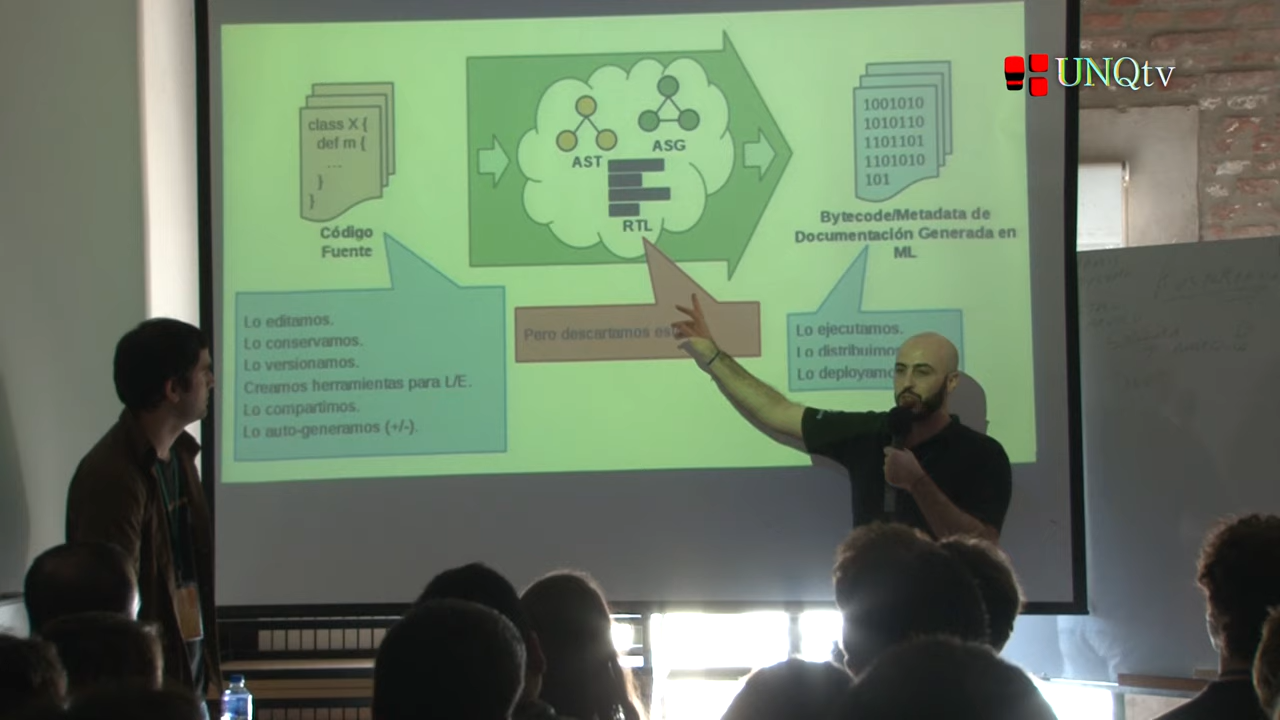 UNQtv
class X {
def m {
...
}
}
Código
Fuente
AST
ASG
RTL
1001010
1010110
1101101
1101010
101
Bytecode/Metadata de
Documentación Generada en
ML
Lo editamos.
Lo conservamos.
Lo versionamos.
Creamos herramientas para L/E.
Lo compartimos.
Lo auto-generamos (+/-).
Pero descartamos
Lo ejecutamos.
Lo distribuimo
Lo deployamo